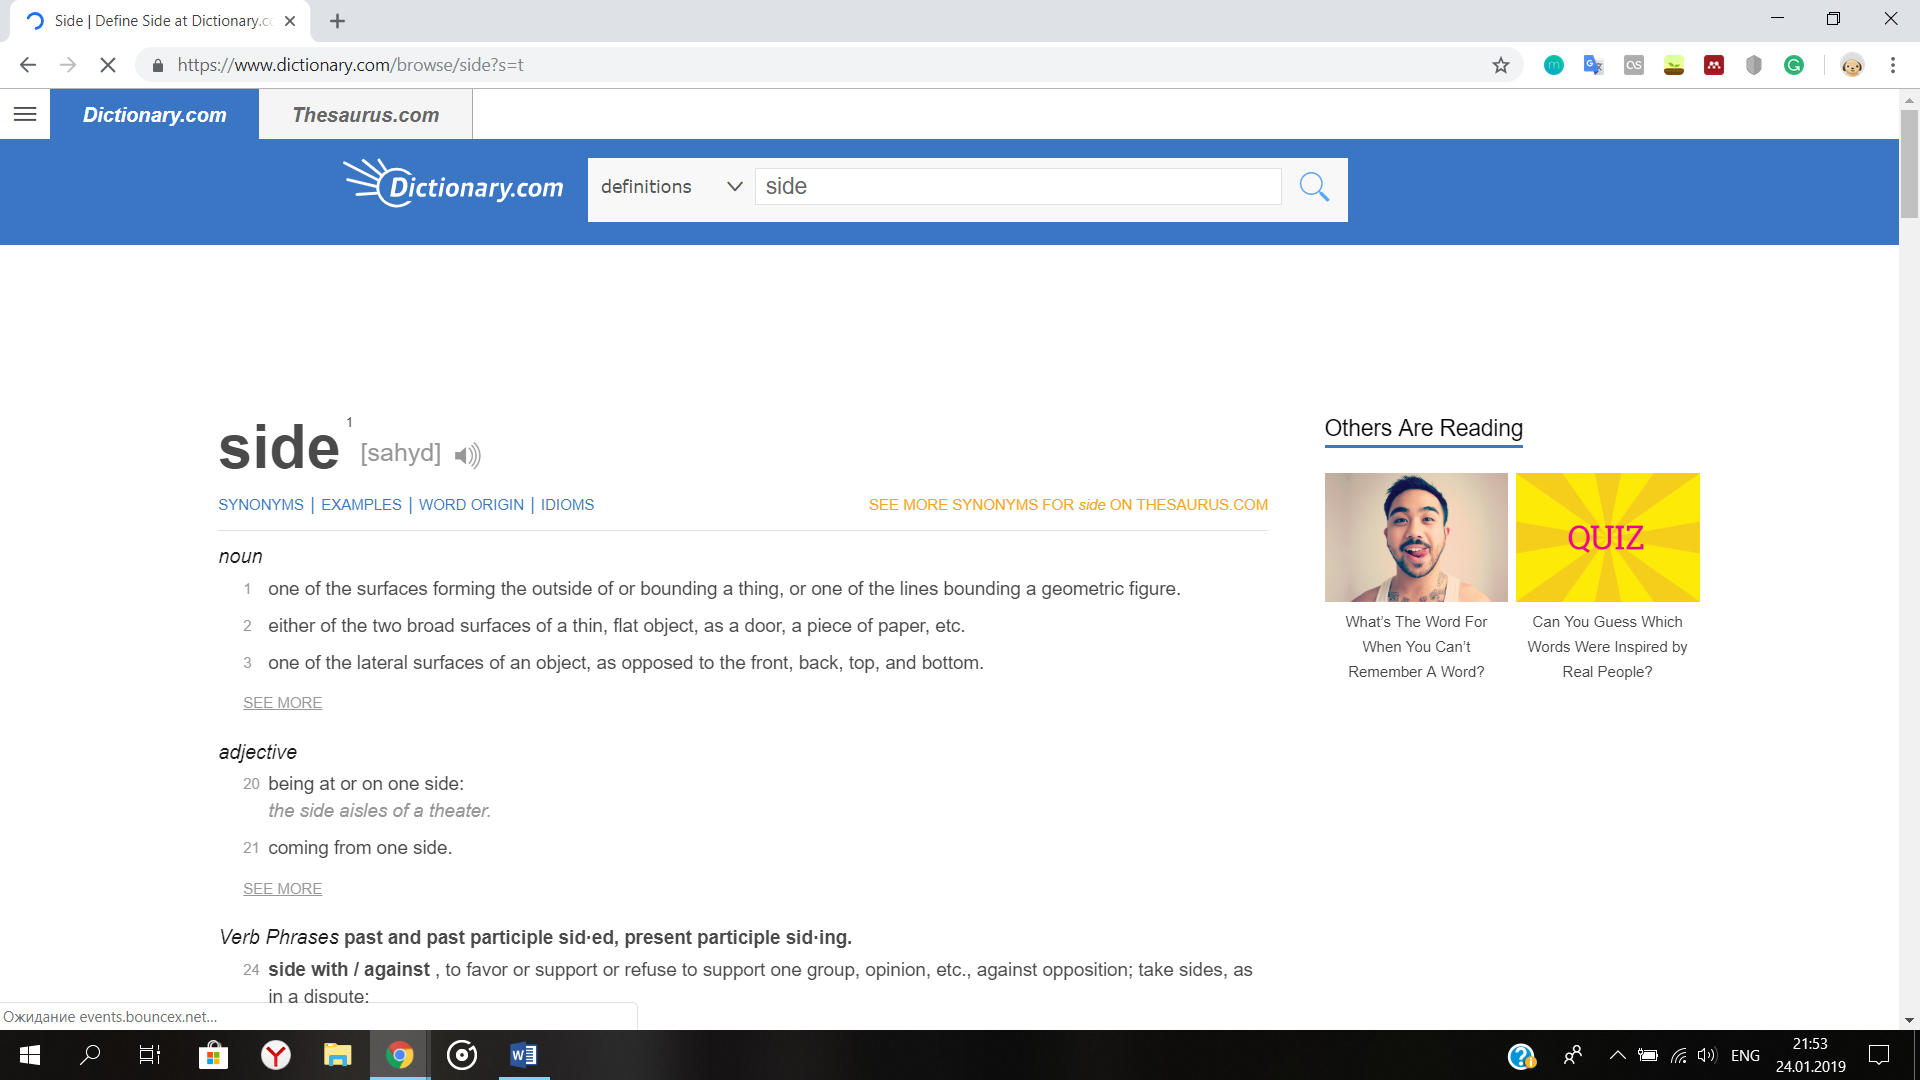 Side | Define Side at Dictionary.c
https://www.dictionary.com/browse/side?s=t
Dictionary.com
Thesaurus.com
Dictionary.com
definitions
side
side 1 [sahyd]
SYNONYMS | EXAMPLES | WORD ORIGIN | IDIOMS
SEE MORE SYNONYMS FOR side ON THESAURUS.COM
noun
1 one of the surfaces forming the outside of or bounding a thing, or one of the lines bounding a geometric figure.
2 either of the two broad surfaces of a thin, flat object, as a door, a piece of paper, etc.
3 one of the lateral surfaces of an object, as opposed to the front, back, top, and bottom.
SEE MORE
adjective
20 being at or on one side:
the side aisles of a theater.
21 coming from one side.
SEE MORE
Verb Phrases past and past participle sid·ed, present participle sid·ing.
24 side with / against , to favor or support or refuse to support one group, opinion, etc., against opposition; take sides, as
in a dispute:
Others Are Reading
QUIZ
What's The Word For
When You Can't
Remember A Word?
Can You Guess Which
Words Were Inspired by
Real People?
Ожидание events.bouncex.net...
ENG
21:53
24.01.2019